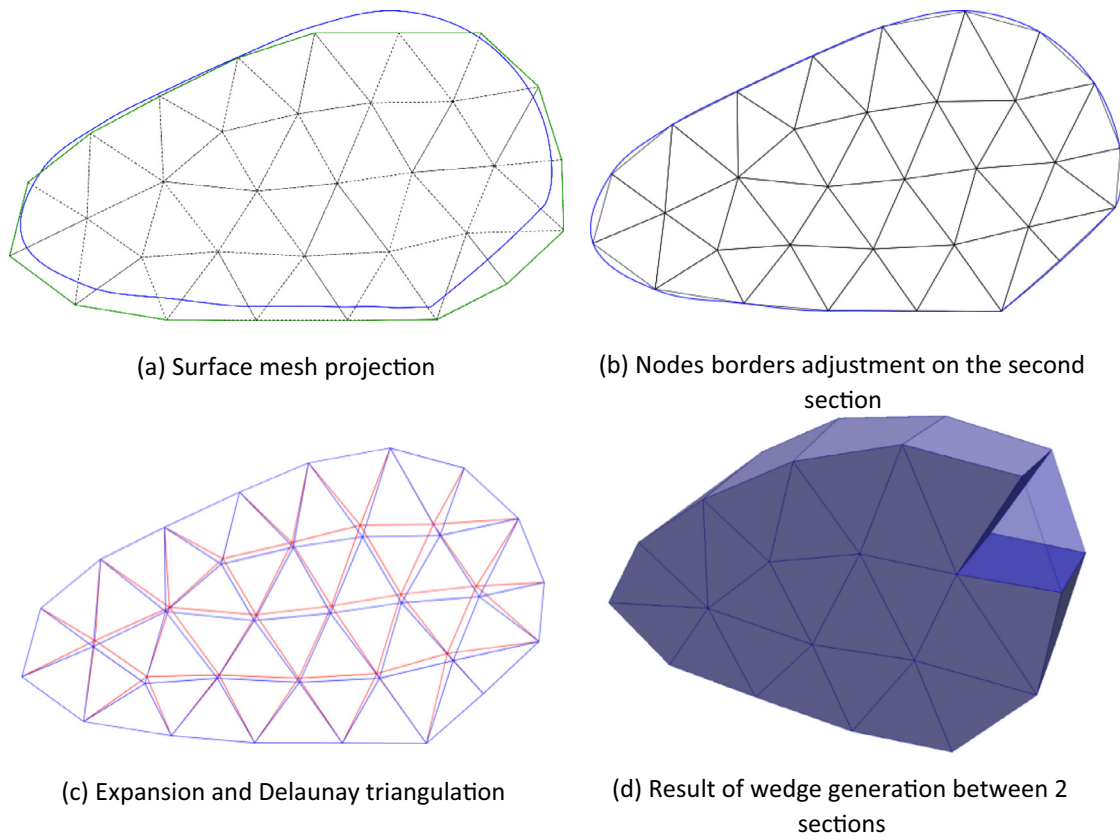 (a) Surface mesh projection
(b) Nodes borders adjustment on the second
section
(c) Expansion and Delaunay triangulation
(d) Result of wedge generation between 2
sections